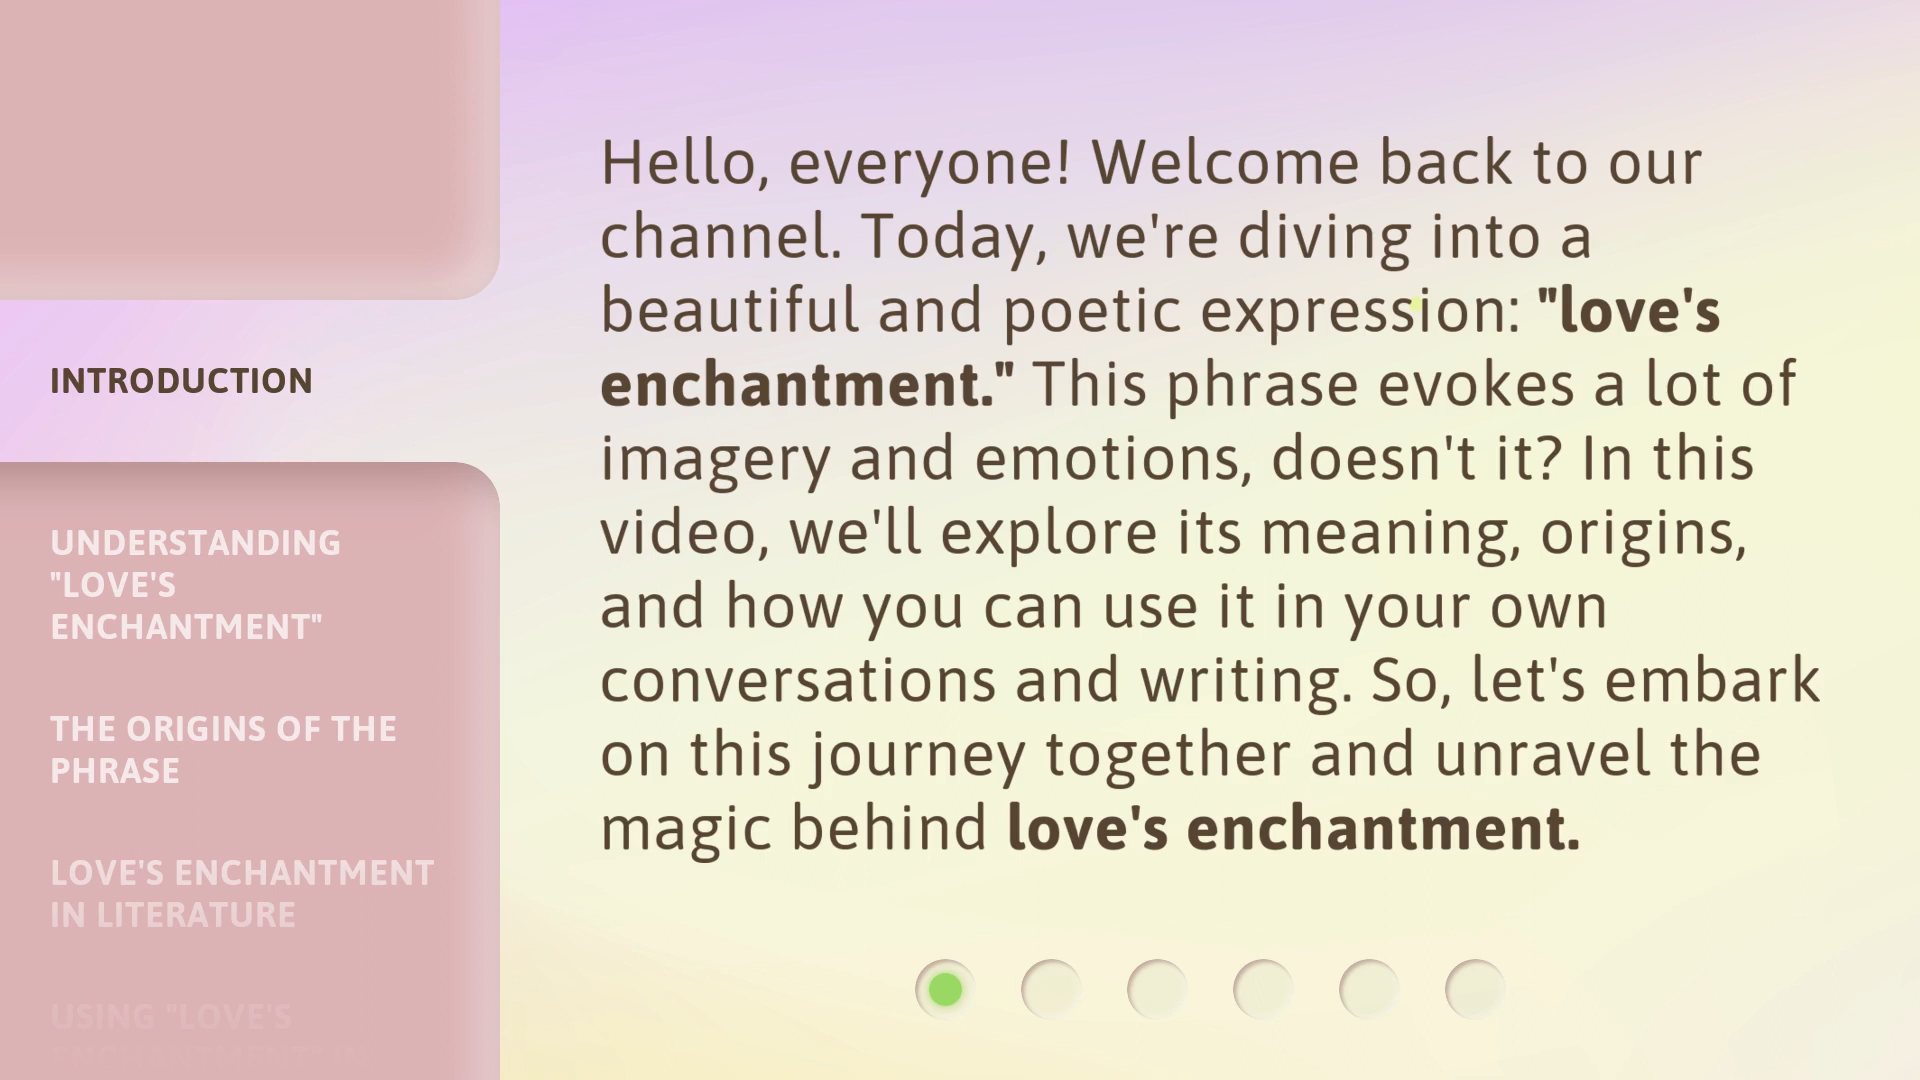 INTRODUCTION
UNDERSTANDING
"LOVE'S
ENCHANTMENT"
THE ORIGINS OF THE
PHRASE
LOVE'S ENCHANTMENT
IN LITERATURE
USING "LOVE'S
ENCHANTMENT" IN
Hello, everyone! Welcome back to our
channel. Today, we're diving into a
beautiful and poetic expression: "love's
enchantment." This phrase evokes a lot of
imagery and emotions, doesn't it? In this
video, we'll explore its meaning, origins,
and how you can use it in your own
conversations and writing. So, let's embark
on this journey together and unravel the
magic behind love's enchantment.